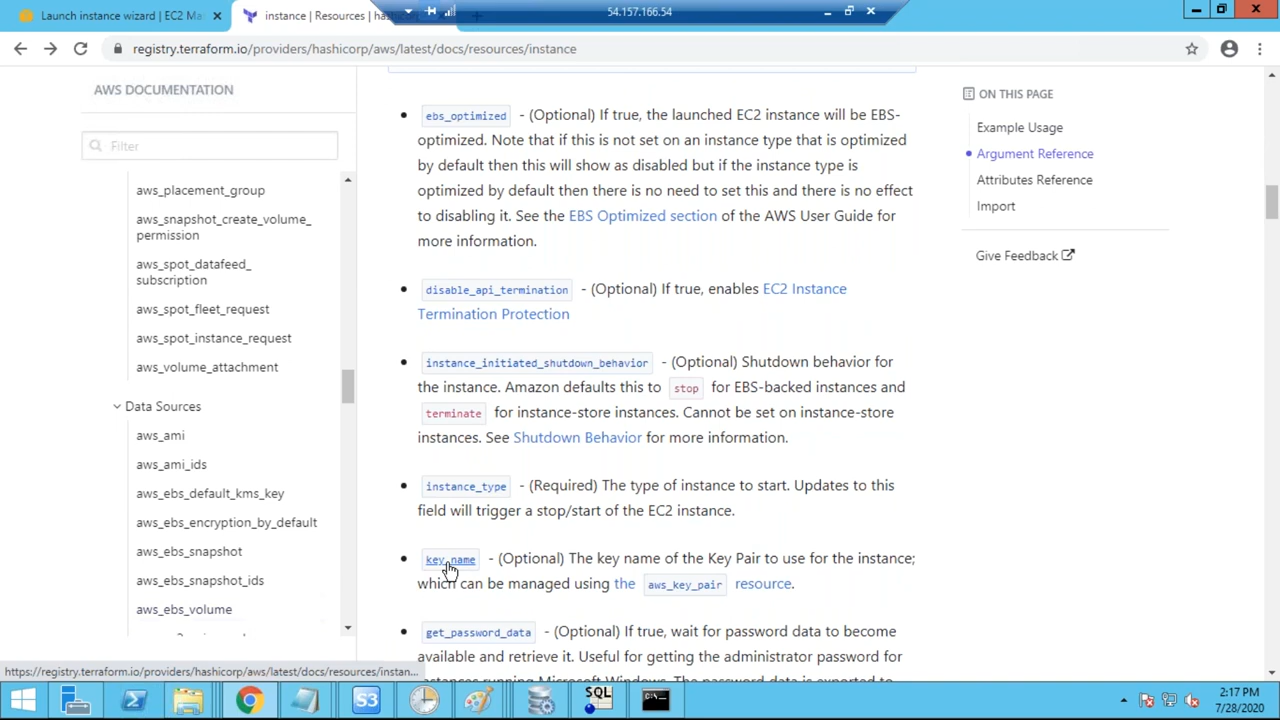 Launch instance wizard | EC2 Ma
instance | Resources | hashic
54.157.166.54
registry.terraform.io/providers/hashicorp/aws/latest/docs/resources/instance
AWS DOCUMENTATION
Filter
aws_placement_group
aws_snapshot_create_volume_
permission
aws_spot_datafeed_
subscription
aws_spot_fleet_request
aws_spot_instance_request
aws_volume_attachment
Data Sources
aws_ami
aws_ami_ids
aws_ebs_default_kms_key
aws_ebs_encryption_by_default
aws_ebs_snapshot
aws_ebs_snapshot_ids
aws_ebs_volume
ebs_optimized - (Optional) If true, the launched EC2 instance will be EBS-
optimized. Note that if this is not set on an instance type that is optimized
by default then this will show as disabled but if the instance type is
optimized by default then there is no need to set this and there is no effect
to disabling it. See the EBS Optimized section of the AWS User Guide for
more information.
disable_api_termination - (Optional) If true, enables EC2 Instance
Termination Protection
instance_initiated_shutdown_behavior - (Optional) Shutdown behavior for
the instance. Amazon defaults this to stop for EBS-backed instances and
terminate for instance-store instances. Cannot be set on instance-store
instances. See Shutdown Behavior for more information.
instance_type - (Required) The type of instance to start. Updates to this
field will trigger a stop/start of the EC2 instance.
key_name - (Optional) The key name of the Key Pair to use for the instance;
which can be managed using the aws_key_pair resource.
get_password_data - (Optional) If true, wait for password data to become
available and retrieve it. Useful for getting the administrator password for
instances running Microsoft Windows. The password data is exported to
ON THIS PAGE
Example Usage
Argument Reference
Attributes Reference
Import
Give Feedback
https://registry.terraform.io/providers/hashicorp/aws/latest/docs/resources/instan...
S3
SQL
2:17 PM
7/28/2020